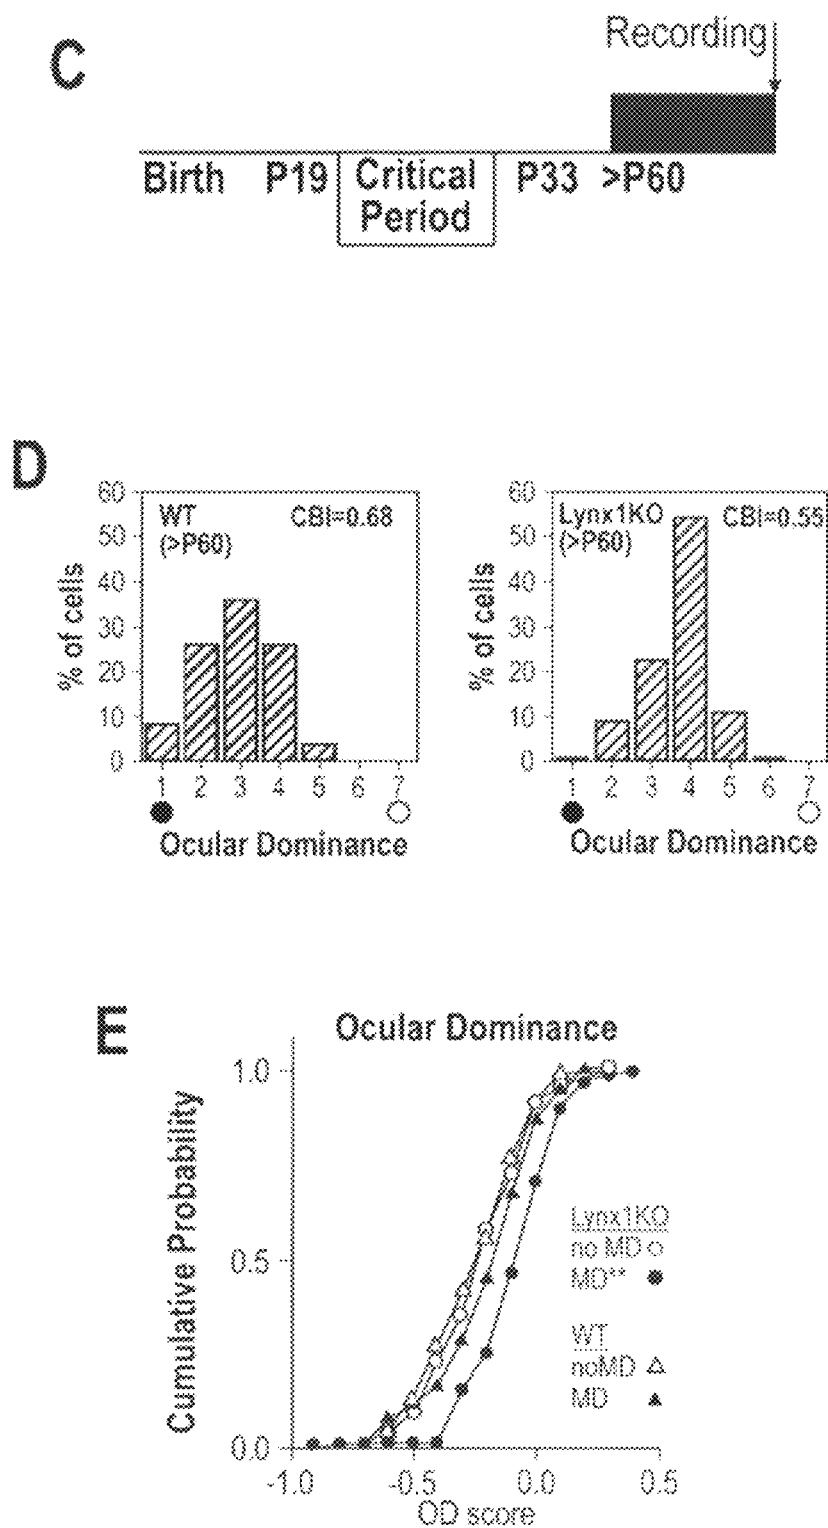 C
Recording
Birth P19 Critical Period P33 >P60
D
60
50
40
30
20
10
0
% of cells
WT
(>P60)
CBI=0.68
1 2 3 4 5 6 7
Ocular Dominance
60
50
40
30
20
10
0
% of cells
Lynx1KO
(>P60)
CBI=0.55
1 2 3 4 5 6 7
Ocular Dominance
E
Ocular Dominance
Cumulative Probability
1.0
0.5
0.0
Lynx1KO
no MD
MD**
WT
noMD
MD
-1.0 -0.5 0.0 0.5
OD score